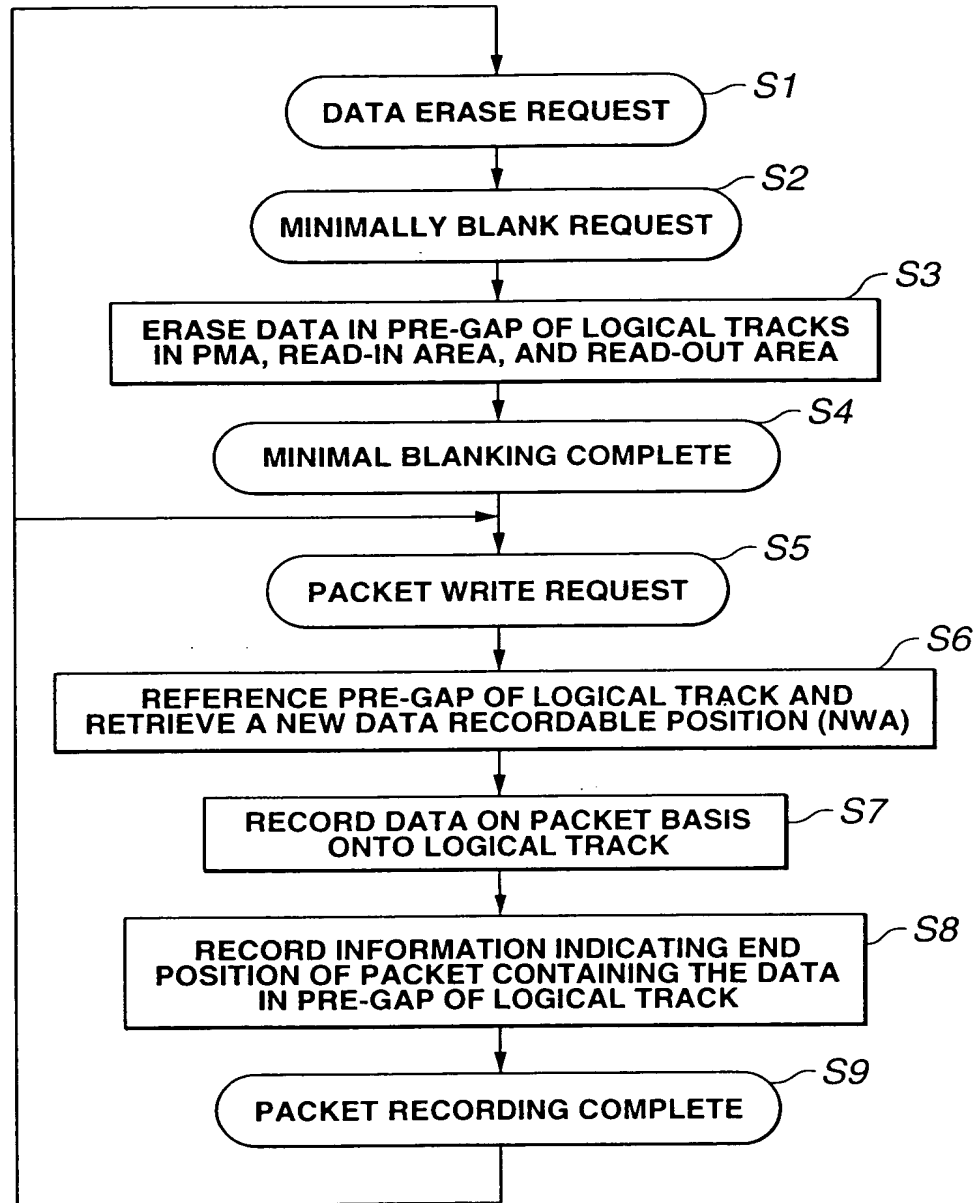 S1
DATA ERASE REQUEST
S2
MINIMALLY BLANK REQUEST
S3
ERASE DATA IN PRE-GAP OF LOGICAL TRACKS
IN PMA, READ-IN AREA, AND READ-OUT AREA
S4
MINIMAL BLANKING COMPLETE
S5
PACKET WRITE REQUEST
S6
REFERENCE PRE-GAP OF LOGICAL TRACK AND
RETRIEVE A NEW DATA RECORDABLE POSITION (NWA)
S7
RECORD DATA ON PACKET BASIS
ONTO LOGICAL TRACK
S8
RECORD INFORMATION INDICATING END
POSITION OF PACKET CONTAINING THE DATA
IN PRE-GAP OF LOGICAL TRACK
S9
PACKET RECORDING COMPLETE